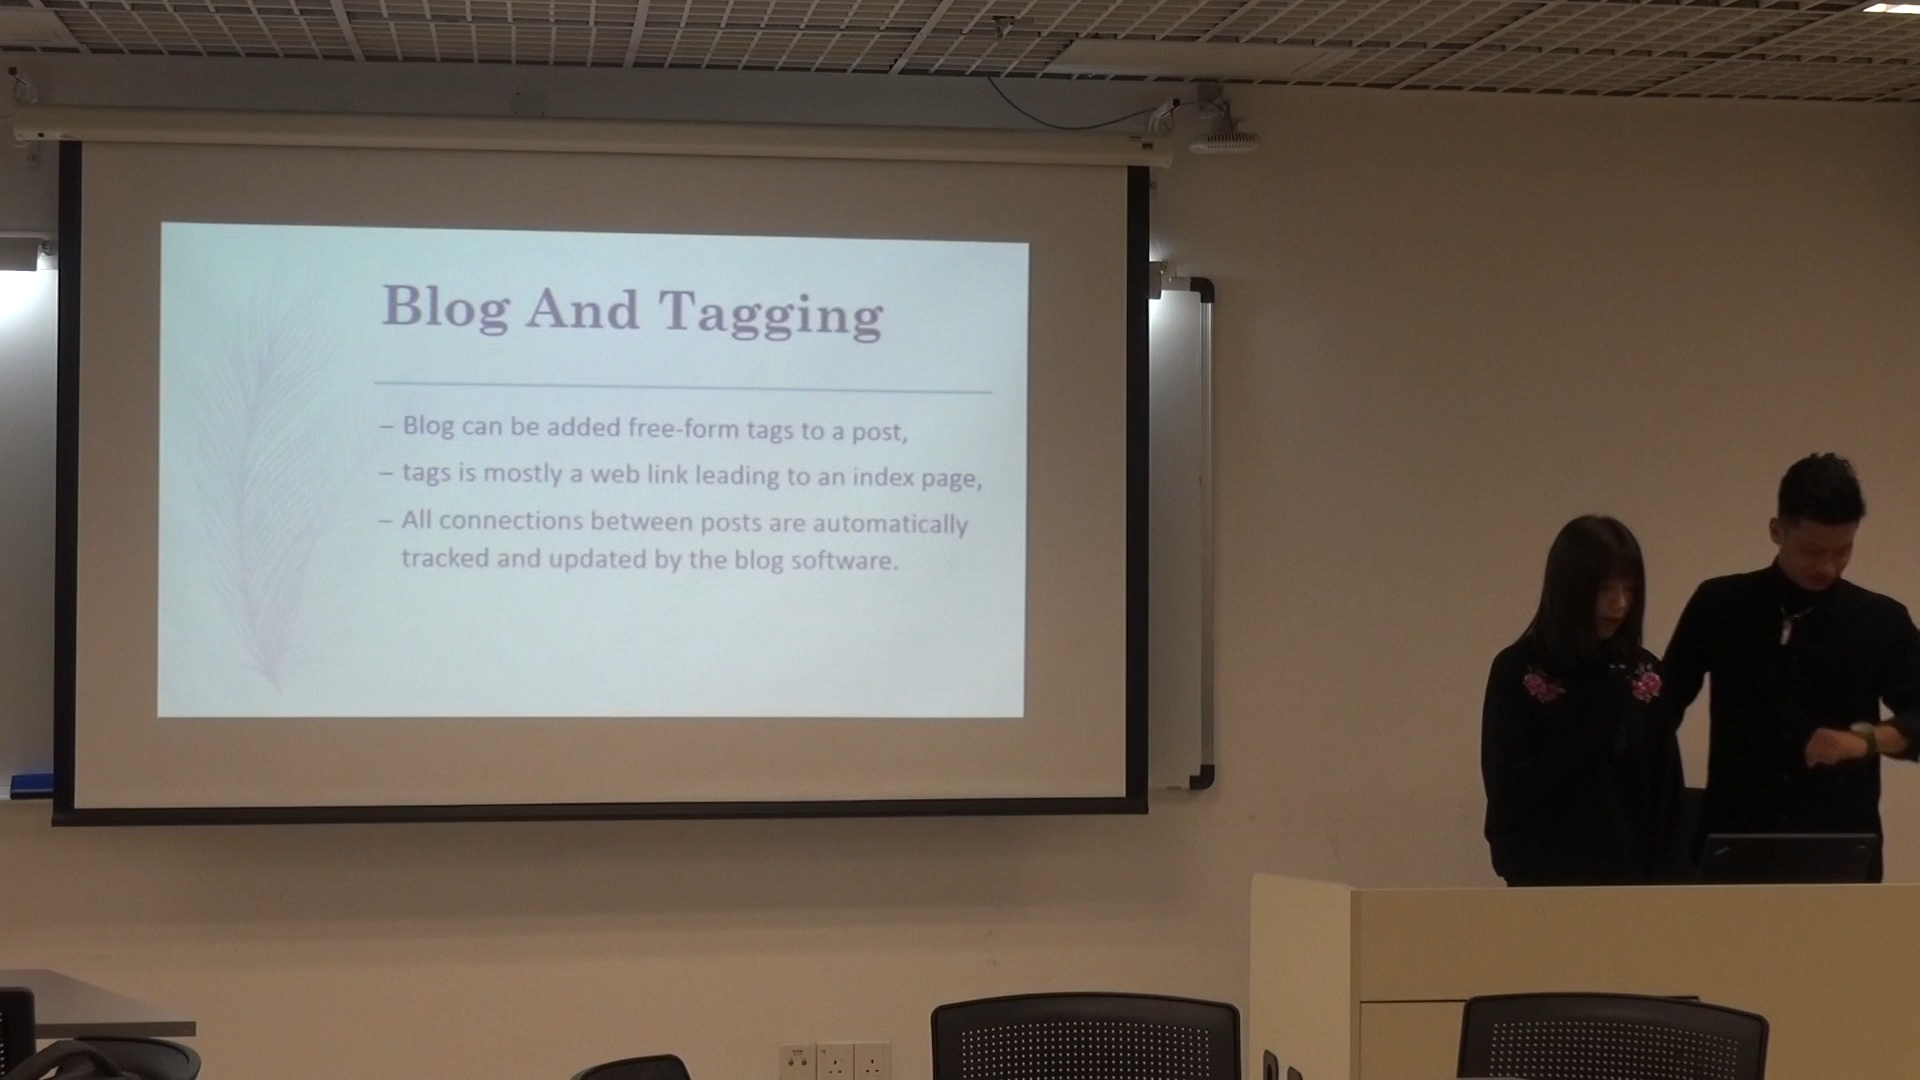 Blog And Tagging
– Blog can be added free-form tags to a post,
– tags is mostly a web link leading to an index page,
– All connections between posts are automatically
tracked and updated by the blog software.